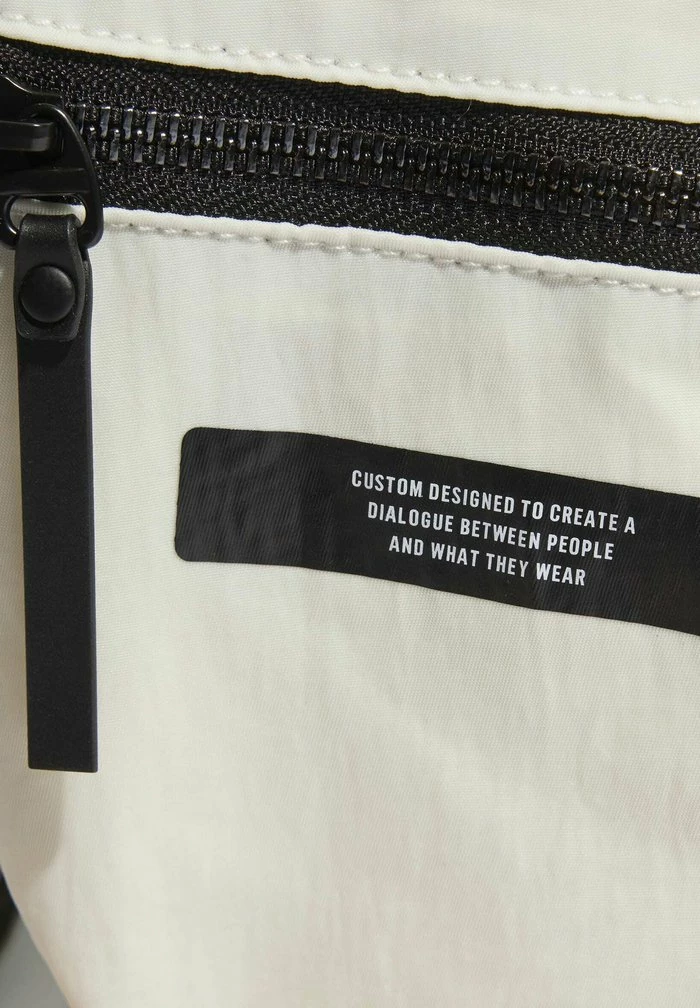 CUSTOM DESIGNED TO CREATE A
DIALOGUE BETWEEN PEOPLE
AND WHAT THEY WEAR